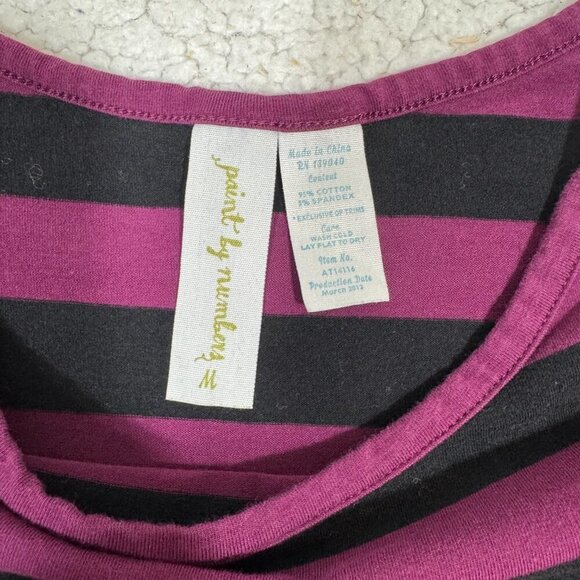 paint by numbers
M
Made in China
RN 139040
Content
95% COTTON
5% SPANDEX
*EXCLUSIVE OF TRIMS
Care
WASH COLD
LAY FLAT TO DRY
Item No.
AT14116
Production Date
March 2012